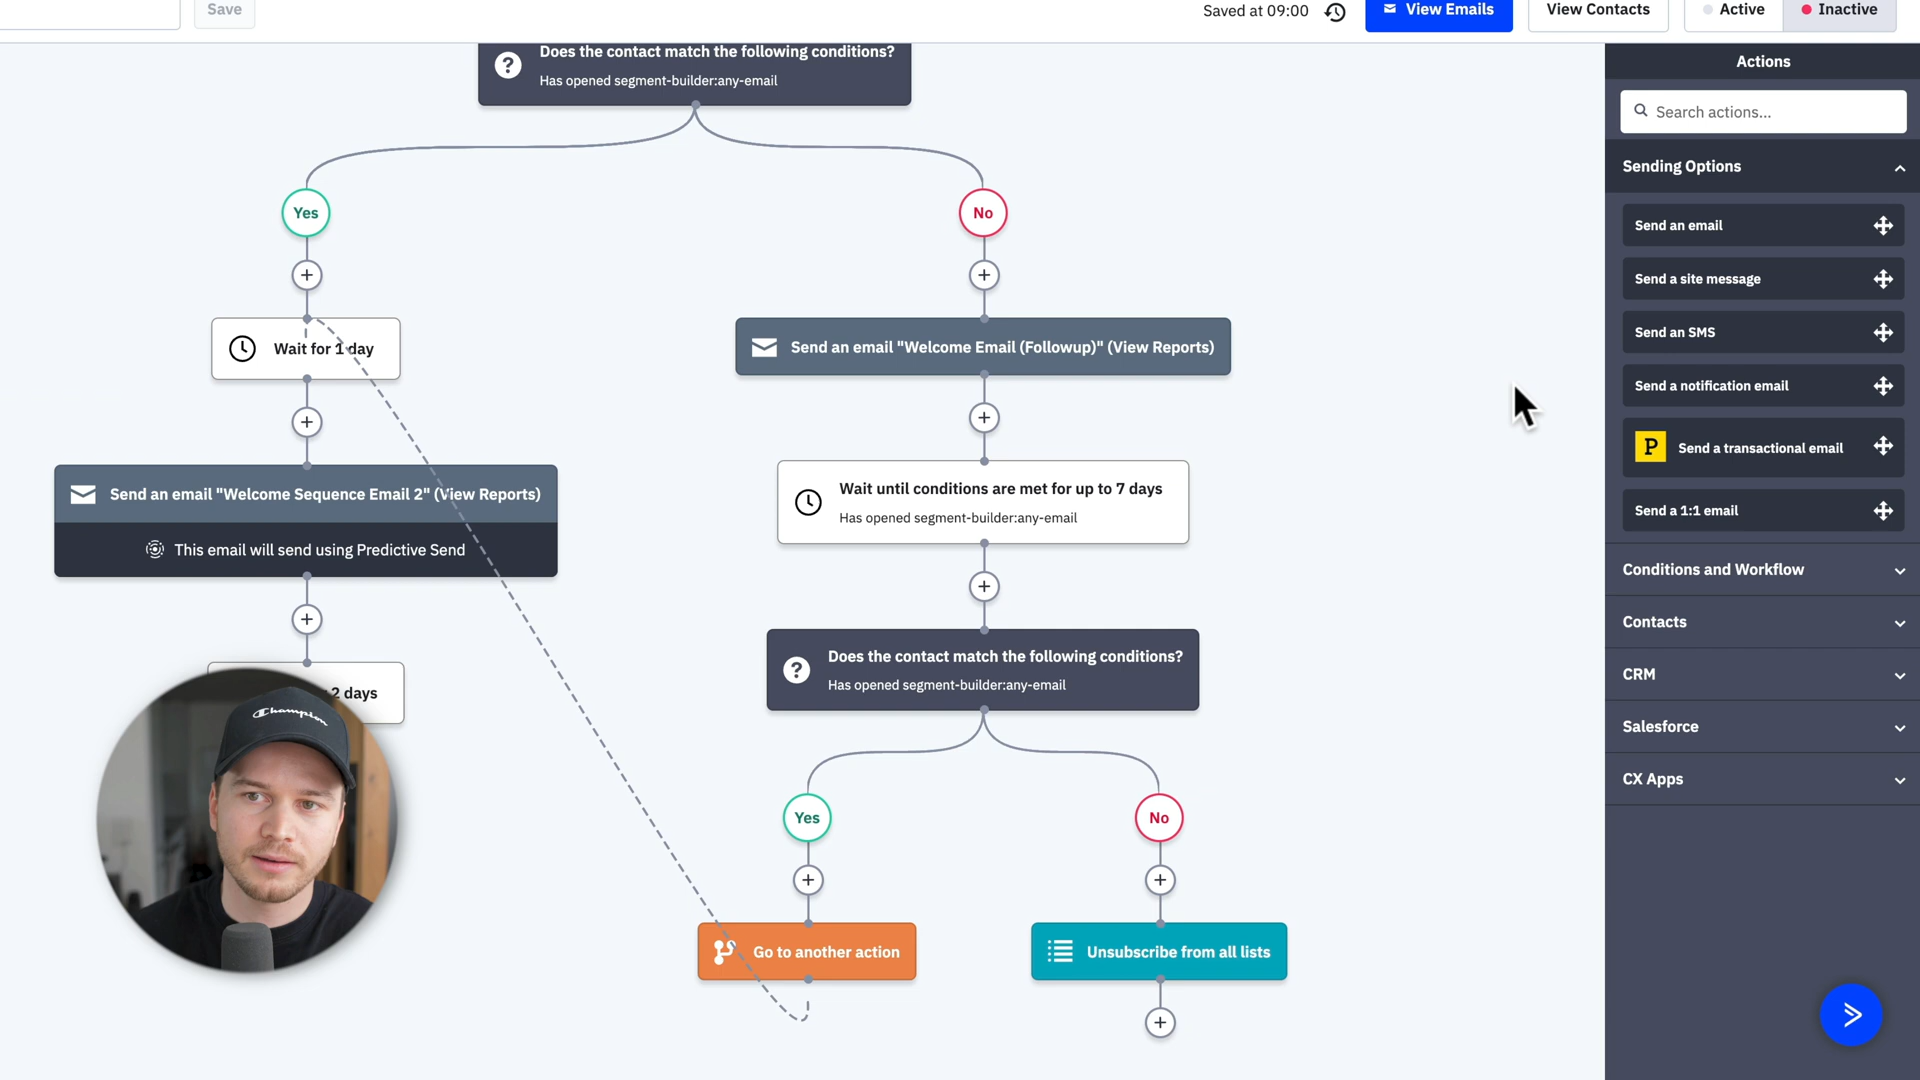 Save
Saved at 09:00
View Emails
View Contacts
Active
Inactive
Does the contact match the following conditions?
Has opened segment-builder:any-email
Yes
No
Wait for 1 day
Send an email "Welcome Email (Followup)" (View Reports)
Send an email "Welcome Sequence Email 2" (View Reports)
This email will send using Predictive Send
Wait until conditions are met for up to 7 days
Has opened segment-builder:any-email
2 days
Does the contact match the following conditions?
Has opened segment-builder:any-email
Yes
No
Go to another action
Unsubscribe from all lists
Champion
Actions
Search actions...
Sending Options
Send an email
Send a site message
Send an SMS
Send a notification email
P
Send a transactional email
Send a 1:1 email
Conditions and Workflow
Contacts
CRM
Salesforce
CX Apps